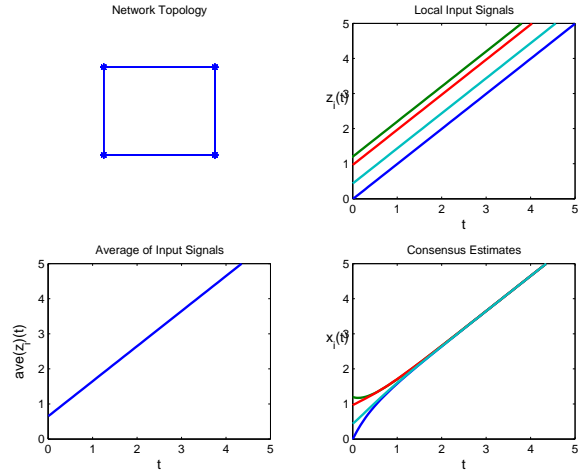 Network Topology
Local Input Signals
5
4
z_i(t)
3
2
1
0
0 1 2 3 4 5
t
Average of Input Signals
5
4
ave(z_i)(t)
3
2
1
0
0 1 2 3 4 5
t
Consensus Estimates
5
4
x_i(t)
3
2
1
0
0 1 2 3 4 5
t